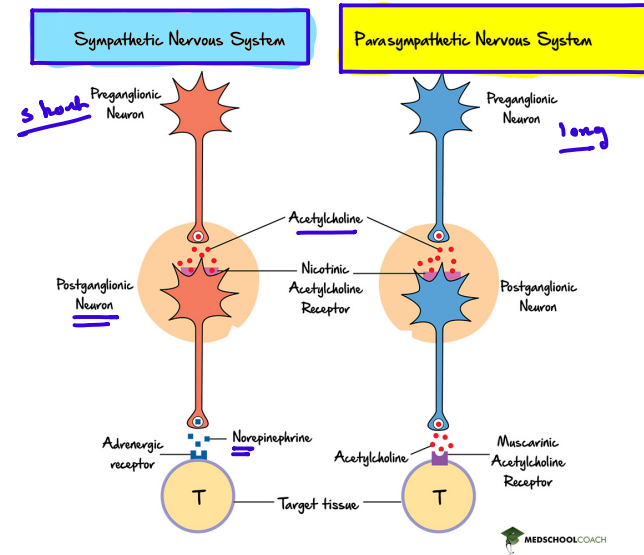 Sympathetic Nervous System
Parasympathetic Nervous System
Preganglionic
Neuron
short
Preganglionic
Neuron
long
Acetylcholine
Nicotinic
Acetylcholine
Receptor
Postganglionic
Neuron
Postganglionic
Neuron
Norepinephrine
Adrenergic
receptor
Acetylcholine
Muscarinic
Acetylcholine
Receptor
T
Target tissue
T
MEDSCHOOLCOACH